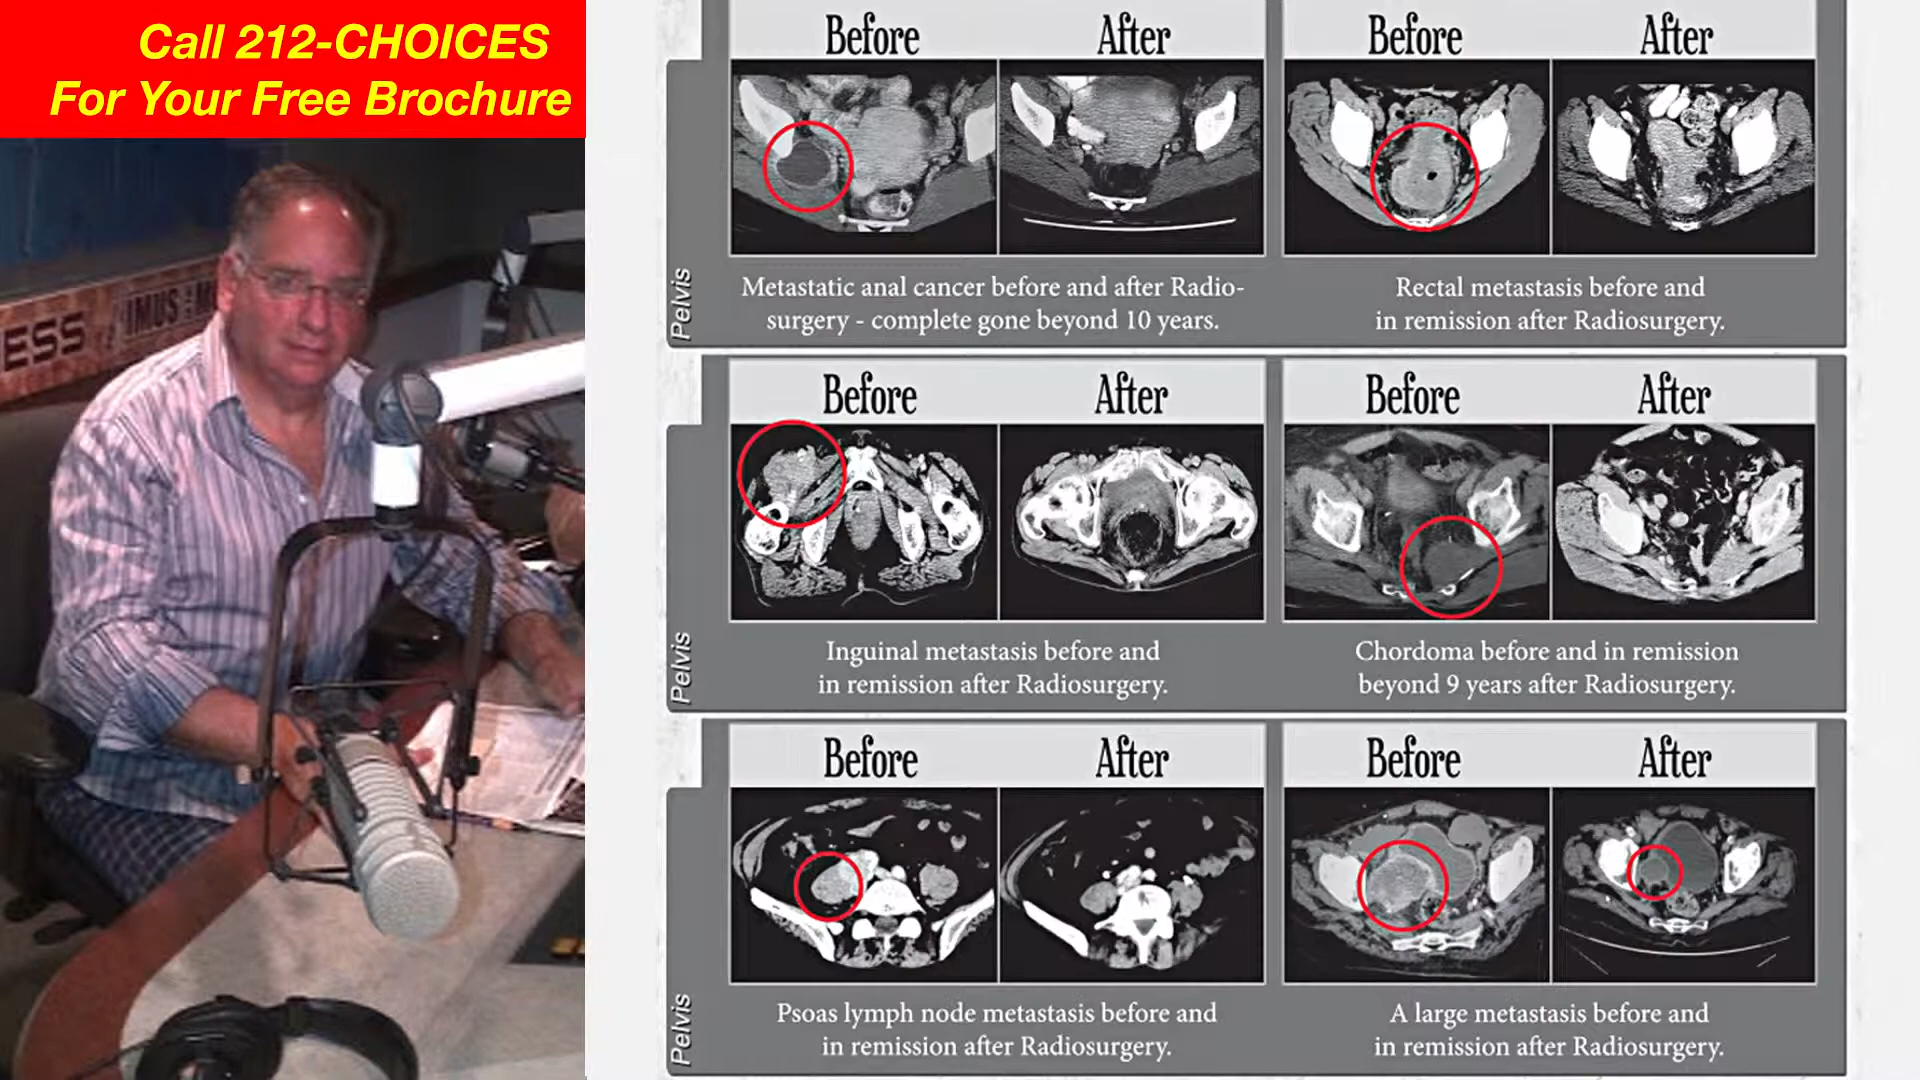 Call 212-CHOICES
For Your Free Brochure
ESS
IMUS
Before
After
Before
After
Pelvis
Metastatic anal cancer before and after Radio-
surgery - complete gone beyond 10 years.
Rectal metastasis before and
in remission after Radiosurgery.
Before
After
Before
After
Pelvis
Inguinal metastasis before and
in remission after Radiosurgery.
Chordoma before and in remission
beyond 9 years after Radiosurgery.
Before
After
Before
After
Pelvis
Psoas lymph node metastasis before and
in remission after Radiosurgery.
A large metastasis before and
in remission after Radiosurgery.